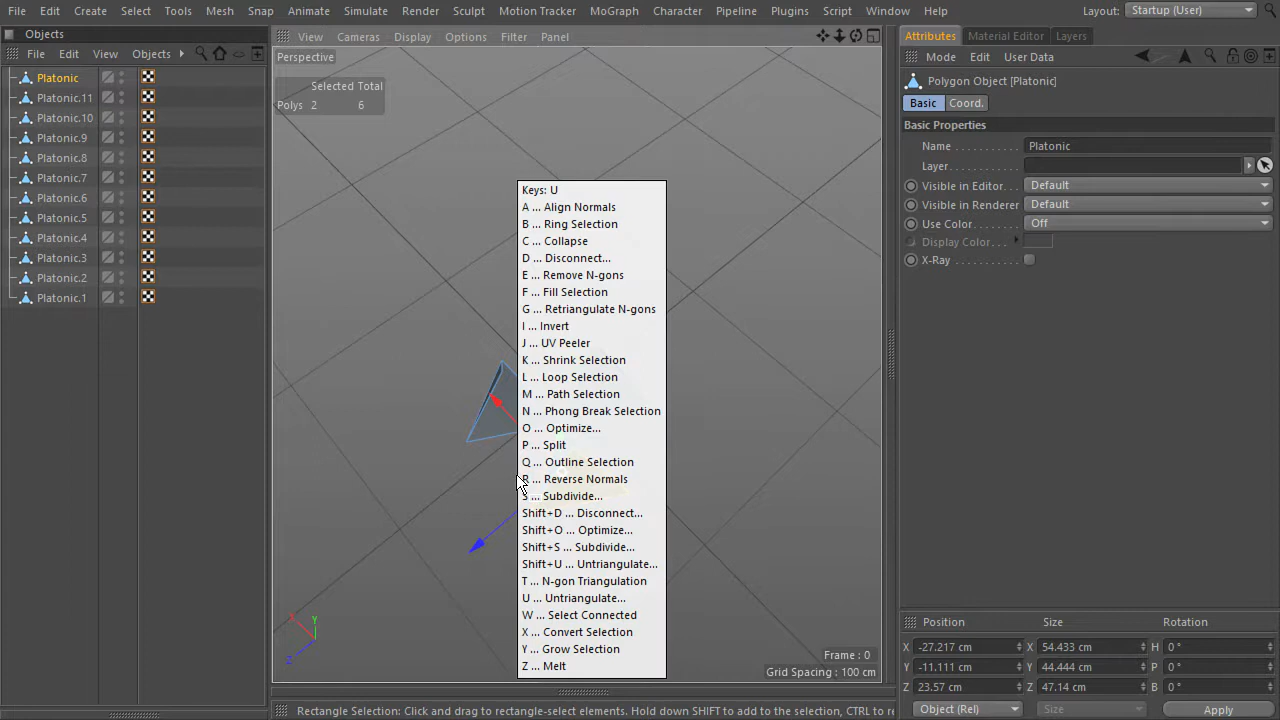 File Edit Create Select Tools Mesh Snap Animate Simulate Render Sculpt Motion Tracker MoGraph Character Pipeline Plugins Script Window Help Layout: Startup (User)
Objects
File Edit View Objects
Platonic
Platonic.11
Platonic.10
Platonic.9
Platonic.8
Platonic.7
Platonic.6
Platonic.5
Platonic.4
Platonic.3
Platonic.2
Platonic.1
View Cameras Display Options Filter Panel
Perspective
Selected Total
Polys 2 6
Keys: U
A ... Align Normals
B ... Ring Selection
C ... Collapse
D ... Disconnect...
E ... Remove N-gons
F ... Fill Selection
G ... Retriangulate N-gons
I ... Invert
J ... UV Peeler
K ... Shrink Selection
L ... Loop Selection
M ... Path Selection
N ... Phong Break Selection
O ... Optimize...
P ... Split
Q ... Outline Selection
R ... Reverse Normals
S ... Subdivide...
Shift+D ... Disconnect...
Shift+O ... Optimize...
Shift+S ... Subdivide...
Shift+U ... Untriangulate...
T ... N-gon Triangulation
U ... Untriangulate...
W ... Select Connected
X ... Convert Selection
Y ... Grow Selection
Z ... Melt
X Y
Z
Frame : 0
Grid Spacing : 100 cm
Rectangle Selection: Click and drag to rectangle-select elements. Hold down SHIFT to add to the selection, CTRL to re
Attributes Material Editor Layers
Mode Edit User Data
Polygon Object [Platonic]
Basic Coord.
Basic Properties
Name . . . . . . . . . . . Platonic
Layer . . . . . . . . . . .
Visible in Editor . . Default
Visible in Renderer Default
Use Color . . . . . . Off
Display Color . . .
X-Ray . . . . . . . . . .
Position Size Rotation
X -27.217 cm X 54.433 cm H 0 °
Y -11.111 cm Y 44.444 cm P 0 °
Z 23.57 cm Z 47.14 cm B 0 °
Object (Rel) Size Apply